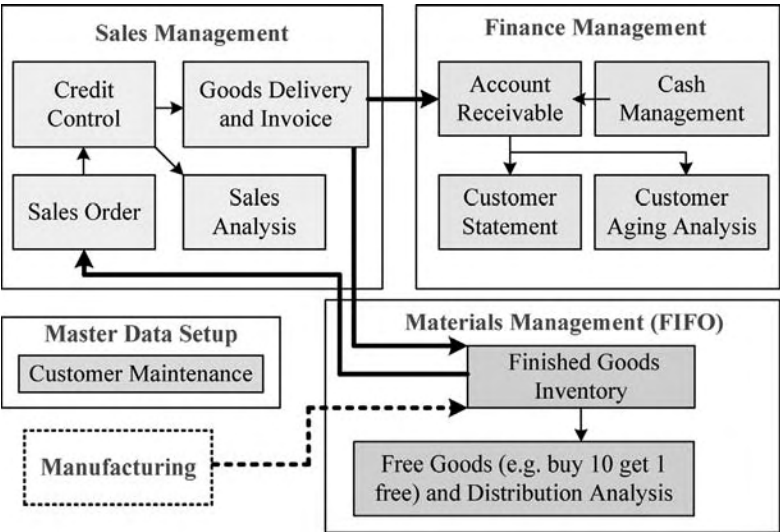 Sales Management
Credit
Control
Goods Delivery
and Invoice
Sales Order
Sales
Analysis
Finance Management
Account
Receivable
Cash
Management
Customer
Statement
Customer
Aging Analysis
Master Data Setup
Customer Maintenance
Manufacturing
Materials Management (FIFO)
Finished Goods
Inventory
Free Goods (e.g. buy 10 get 1
free) and Distribution Analysis